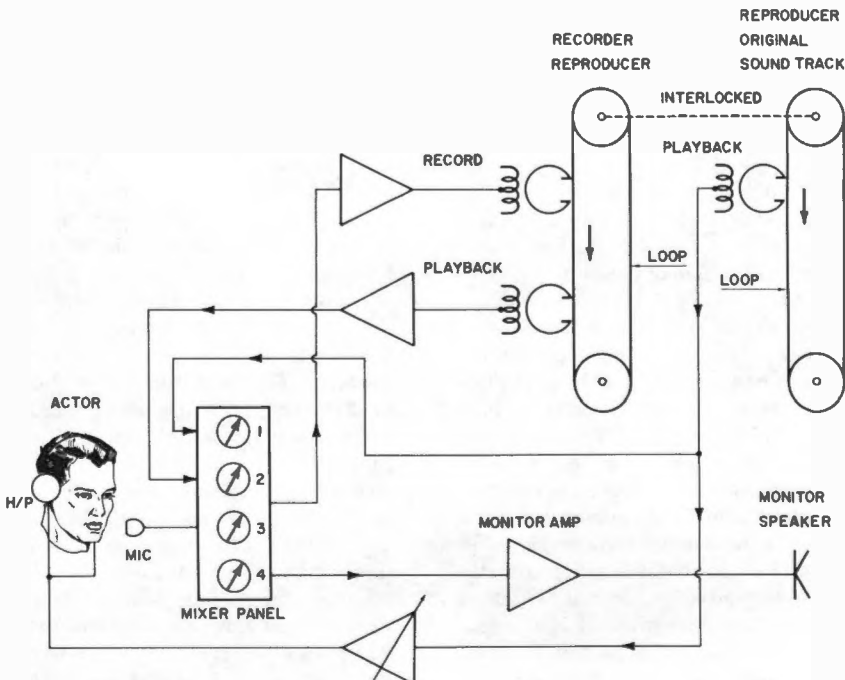 REPRODUCER
ORIGINAL
SOUND TRACK
RECORDER
REPRODUCER
INTERLOCKED
PLAYBACK
RECORD
LOOP
PLAYBACK
LOOP
ACTOR
1
2
3
4
H/P
MIC
MIXER PANEL
MONITOR AMP
MONITOR
SPEAKER